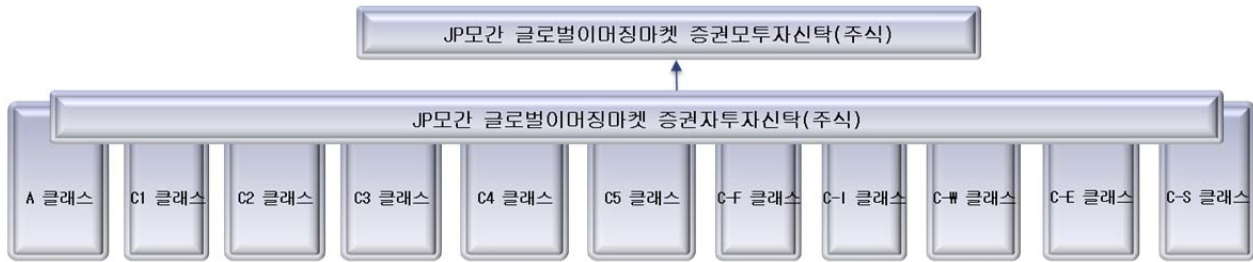 JP모간 글로벌이머징마켓 증권모투자신탁(주식)
JP모간 글로벌이머징마켓 증권자투자신탁(주식)
A 클래스
C1 클래스
C2 클래스
C3 클래스
C4 클래스
C5 클래스
C-F 클래스
C-I 클래스
C-W 클래스
C-E 클래스
C-S 클래스